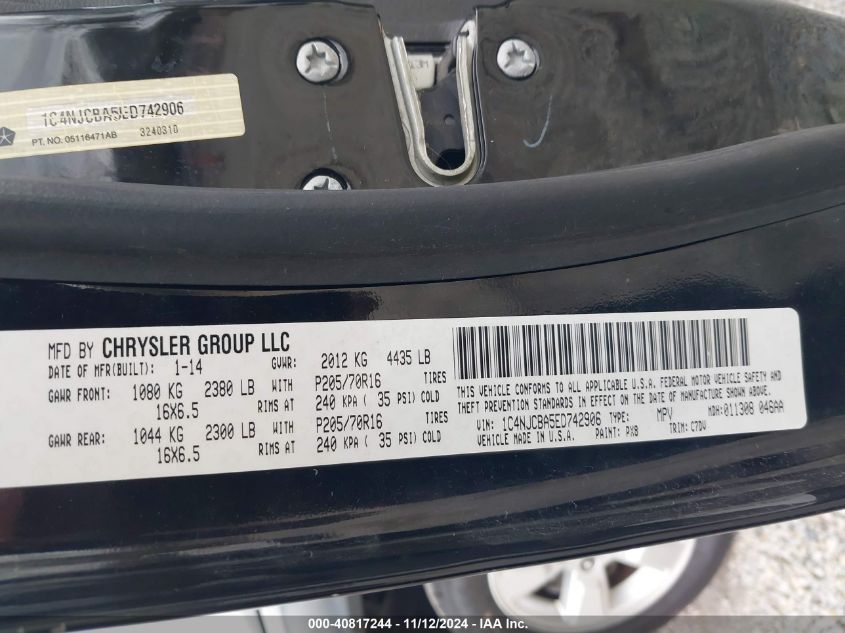 1C4NJCBA5ED742906
PT. NO. 05116471AB 3240310
MFD BY CHRYSLER GROUP LLC
DATE OF MFR(BUILT): 1-14 GVWR: 2012 KG 4435 LB
GAWR FRONT: 1080 KG 2380 LB WITH P205/70R16 TIRES
16X6.5 RIMS AT 240 KPA ( 35 PSI) COLD
GAWR REAR: 1044 KG 2300 LB WITH P205/70R16 TIRES
16X6.5 RIMS AT 240 KPA ( 35 PSI) COLD
THIS VEHICLE CONFORMS TO ALL APPLICABLE U.S.A. FEDERAL MOTOR VEHICLE SAFETY AND
THEFT PREVENTION STANDARDS IN EFFECT ON THE DATE OF MANUFACTURE SHOWN ABOVE.
VIN: 1C4NJCBA5ED742906 TYPE: MPV MDH: 011308 046AA
VEHICLE MADE IN U.S.A. PAINT: PX8 TRIM: C7DV
000-40817244 - 11/12/2024 - IAA Inc.